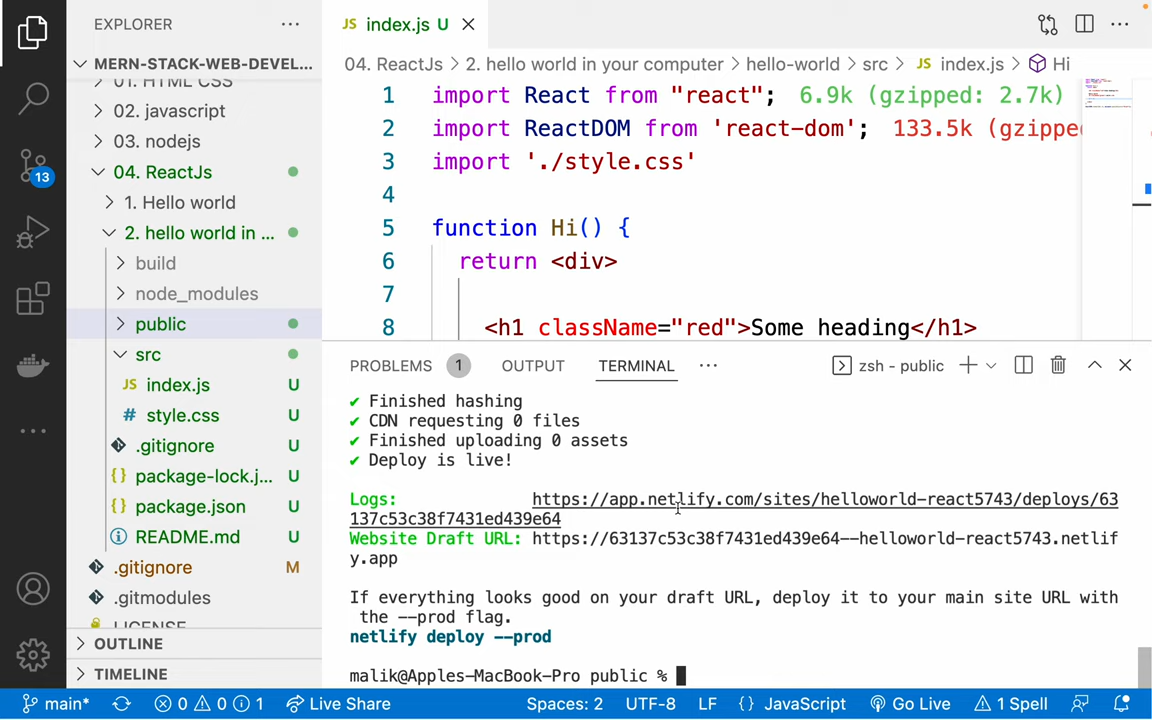 EXPLORER
index.js U
MERN-STACK-WEB-DEVEL...
04. ReactJs > 2. hello world in your computer > hello-world > src > JS index.js > Hi
01. HTML CSS
02. javascript
03. nodejs
04. ReactJs
1. Hello world
2. hello world in ...
build
node_modules
public
src
JS index.js U
# style.css U
.gitignore U
{} package-lock.j... U
{} package.json U
README.md U
.gitignore M
.gitmodules
LICENSE
OUTLINE
TIMELINE
13
1 import React from "react"; 6.9k (gzipped: 2.7k)
2 import ReactDOM from 'react-dom'; 133.5k (gzippe
3 import './style.css'
4
5 function Hi() {
6 return <div>
7
8 <h1 className="red">Some heading</h1>
PROBLEMS 1 OUTPUT TERMINAL ... zsh - public
✔ Finished hashing
✔ CDN requesting 0 files
✔ Finished uploading 0 assets
✔ Deploy is live!
Logs: https://app.netlify.com/sites/helloworld-react5743/deploys/63
137c53c38f7431ed439e64
Website Draft URL: https://63137c53c38f7431ed439e64--helloworld-react5743.netlif
y.app
If everything looks good on your draft URL, deploy it to your main site URL with
the --prod flag.
netlify deploy --prod
malik@Apples-MacBook-Pro public %
main* 0 0 1 Live Share Spaces: 2 UTF-8 LF {} JavaScript Go Live 1 Spell